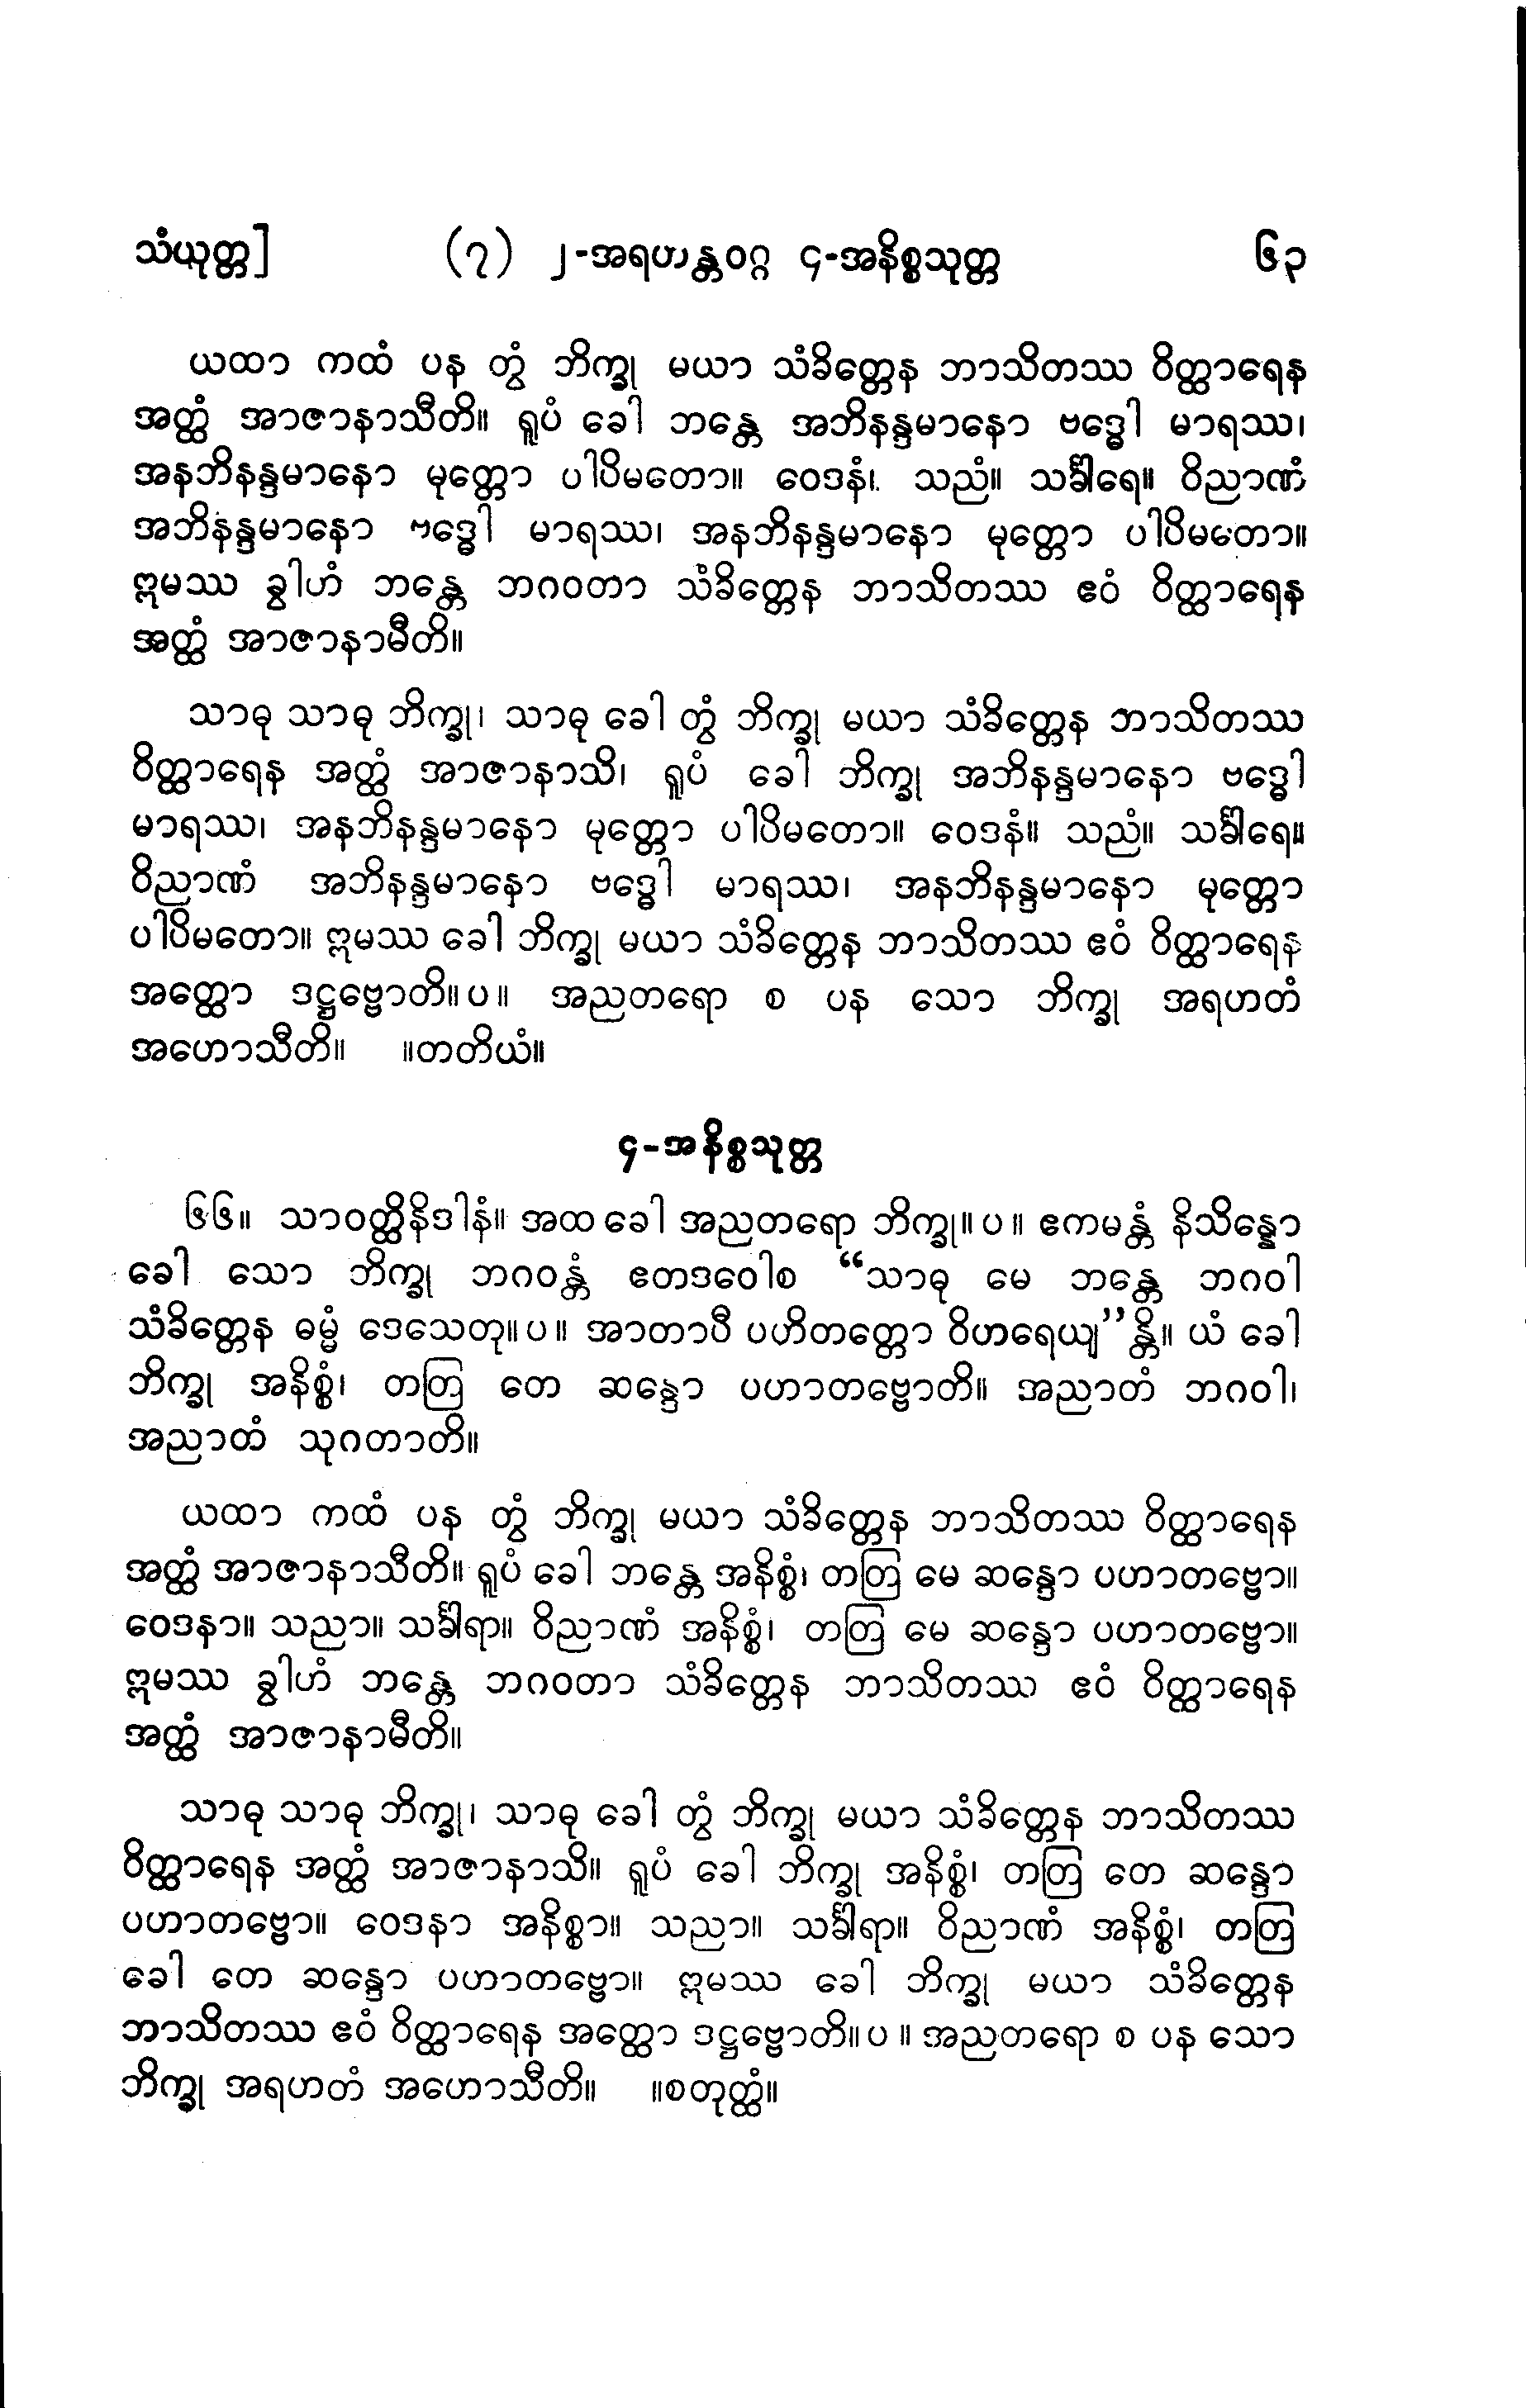 သံယုတ္တ] (၇) ၂-အရဟန္တဝဂ္ဂ ၄-အနိစ္စသုတ္တ ၆၃
ယထာ ကထံ ပန တွံ ဘိက္ခု မယာ သံခိတ္တေန ဘာသိတဿ ဝိတ္ထာရေန
အတ္ထံ အာဇာနာသီတိ။ ရူပံ ခေါ ဘန္တေ အဘိနန္ဒမာနော ဗဒ္ဓေါ မာရဿ၊
အနဘိနန္ဒမာနော မုတ္တော ပါပိမတော။ ဝေဒနံ။ သညံ။ သင်္ခါရေ။ ဝိညာဏံ
အဘိနန္ဒမာနော ဗဒ္ဓေါ မာရဿ၊ အနဘိနန္ဒမာနော မုတ္တော ပါပိမတော။
ဣမဿ ခွါဟံ ဘန္တေ ဘဂဝတာ သံခိတ္တေန ဘာသိတဿ ဧဝံ ဝိတ္ထာရေန
အတ္ထံ အာဇာနာမီတိ။
သာဓု သာဓု ဘိက္ခု၊ သာဓု ခေါ တွံ ဘိက္ခု မယာ သံခိတ္တေန ဘာသိတဿ
ဝိတ္ထာရေန အတ္ထံ အာဇာနာသိ၊ ရူပံ ခေါ ဘိက္ခု အဘိနန္ဒမာနော ဗဒ္ဓေါ
မာရဿ၊ အနဘိနန္ဒမာနော မုတ္တော ပါပိမတော။ ဝေဒနံ။ သညံ။ သင်္ခါရေ။
ဝိညာဏံ အဘိနန္ဒမာနော ဗဒ္ဓေါ မာရဿ၊ အနဘိနန္ဒမာနော မုတ္တော
ပါပိမတော။ ဣမဿ ခေါ ဘိက္ခု မယာ သံခိတ္တေန ဘာသိတဿ ဧဝံ ဝိတ္ထာရေန
အတ္ထော ဒဋ္ဌဗ္ဗောတိ။ပ။ အညတရော စ ပန သော ဘိက္ခု အရဟတံ
အဟောသီတိ။ ။တတိယံ။
၄-အနိစ္စသုတ္တ
၆၆။ သာဝတ္ထိနိဒါနံ။ အထ ခေါ အညတရော ဘိက္ခု။ပ။ ဧကမန္တံ နိသိန္နော
ခေါ သော ဘိက္ခု ဘဂဝန္တံ ဧတဒဝေါစ “သာဓု မေ ဘန္တေ ဘဂဝါ
သံခိတ္တေန ဓမ္မံ ဒေသေတု။ပ။ အာတာပီ ပဟိတတ္တော ဝိဟရေယျ”န္တိ။ ယံ ခေါ
ဘိက္ခု အနိစ္စံ၊ တတြ တေ ဆန္ဒော ပဟာတဗ္ဗောတိ။ အညာတံ ဘဂဝါ၊
အညာတံ သုဂတာတိ။
ယထာ ကထံ ပန တွံ ဘိက္ခု မယာ သံခိတ္တေန ဘာသိတဿ ဝိတ္ထာရေန
အတ္ထံ အာဇာနာသီတိ။ ရူပံ ခေါ ဘန္တေ အနိစ္စံ၊ တတြ မေ ဆန္ဒော ပဟာတဗ္ဗော။
ဝေဒနာ။ သညာ။ သင်္ခါရာ။ ဝိညာဏံ အနိစ္စံ၊ တတြ မေ ဆန္ဒော ပဟာတဗ္ဗော။
ဣမဿ ခွါဟံ ဘန္တေ ဘဂဝတာ သံခိတ္တေန ဘာသိတဿ ဧဝံ ဝိတ္ထာရေန
အတ္ထံ အာဇာနာမီတိ။
သာဓု သာဓု ဘိက္ခု၊ သာဓု ခေါ တွံ ဘိက္ခု မယာ သံခိတ္တေန ဘာသိတဿ
ဝိတ္ထာရေန အတ္ထံ အာဇာနာသိ။ ရူပံ ခေါ ဘိက္ခု အနိစ္စံ၊ တတြ တေ ဆန္ဒော
ပဟာတဗ္ဗော။ ဝေဒနာ အနိစ္စာ။ သညာ။ သင်္ခါရာ။ ဝိညာဏံ အနိစ္စံ၊ တတြ
ခေါ တေ ဆန္ဒော ပဟာတဗ္ဗော။ ဣမဿ ခေါ ဘိက္ခု မယာ သံခိတ္တေန
ဘာသိတဿ ဧဝံ ဝိတ္ထာရေန အတ္ထော ဒဋ္ဌဗ္ဗောတိ။ပ။ အညတရော စ ပန သော
ဘိက္ခု အရဟတံ အဟောသီတိ။ ။စတုတ္ထံ။